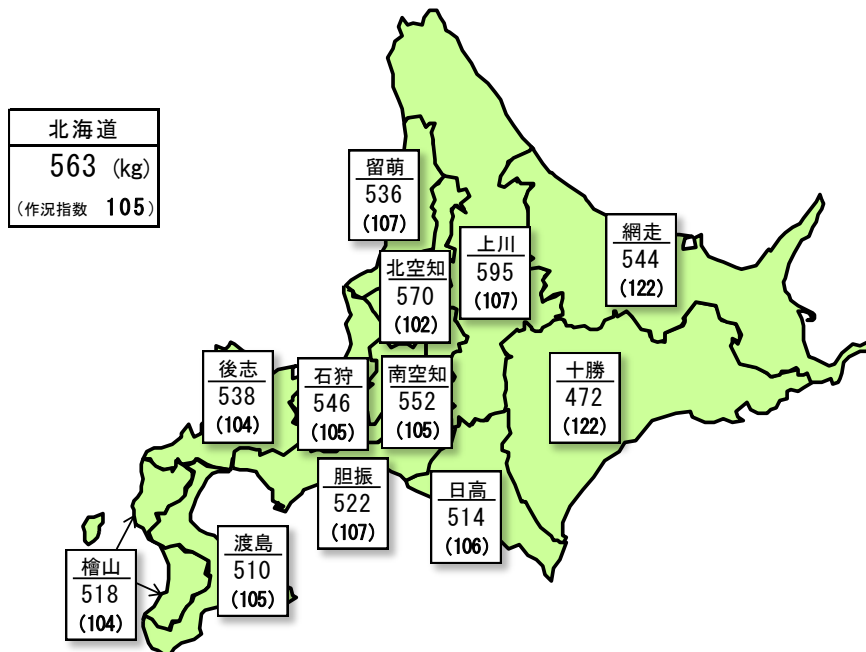 北海道
563 (kg)
(作況指数 105)
留萌
536
(107)
上川
595
(107)
網走
544
(122)
北空知
570
(102)
後志
538
(104)
石狩
546
(105)
南空知
552
(105)
十勝
472
(122)
胆振
522
(107)
日高
514
(106)
渡島
510
(105)
檜山
518
(104)